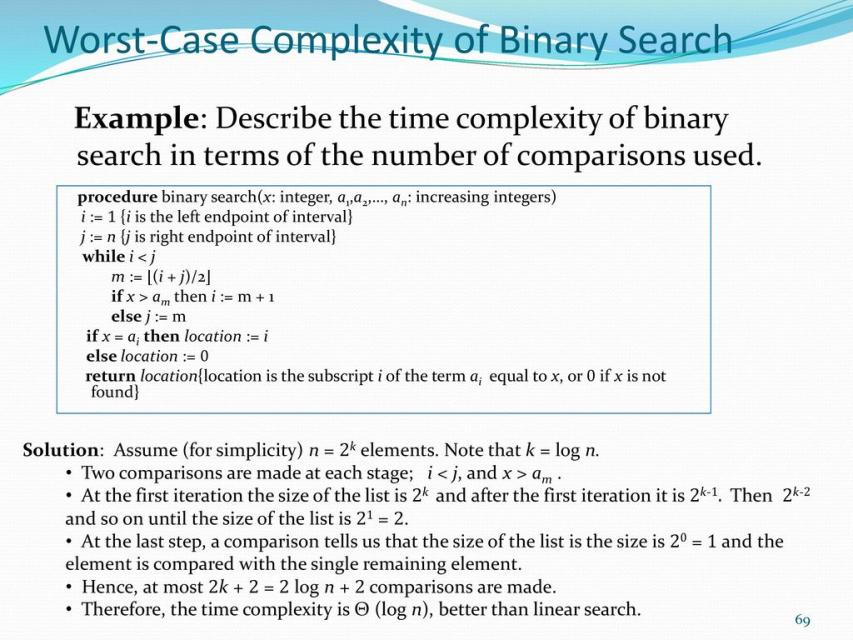 Worst-Case Complexity of Binary Search
Example: Describe the time complexity of binary
search in terms of the number of comparisons used.
procedure binary search(x: integer, a₁,a₂,…, aₙ: increasing integers)
i := 1 {i is the left endpoint of interval}
j := n {j is right endpoint of interval}
while i < j
m := ⌊(i + j)/2⌋
if x > aₘ then i := m + 1
else j := m
if x = aᵢ then location := i
else location := 0
return location{location is the subscript i of the term aᵢ equal to x, or 0 if x is not
found}
Solution: Assume (for simplicity) n = 2ᵏ elements. Note that k = log n.
• Two comparisons are made at each stage; i < j, and x > aₘ .
• At the first iteration the size of the list is 2ᵏ and after the first iteration it is 2ᵏ⁻¹. Then 2ᵏ⁻²
and so on until the size of the list is 2¹ = 2.
• At the last step, a comparison tells us that the size of the list is the size is 2⁰ = 1 and the
element is compared with the single remaining element.
• Hence, at most 2k + 2 = 2 log n + 2 comparisons are made.
• Therefore, the time complexity is Θ (log n), better than linear search.
69